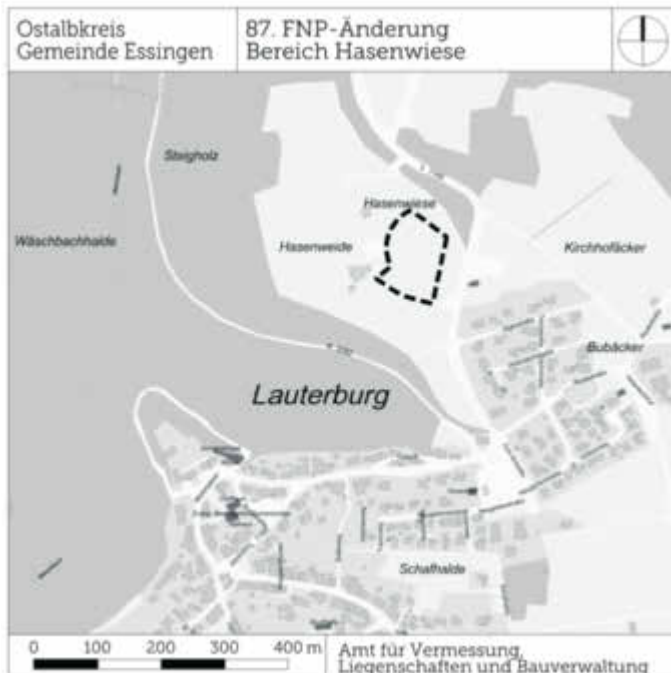 Ostalbkreis
Gemeinde Essingen
87. FNP-Änderung
Bereich Hasenwiese
Steigholz
Hasenwiese
Wäschbachhalde
Hasenweide
Kirchhofäcker
Bubäcker
Lauterburg
Schafhalde
0 100 200 300 400 m
Amt für Vermessung,
Liegenschaften und Bauverwaltung